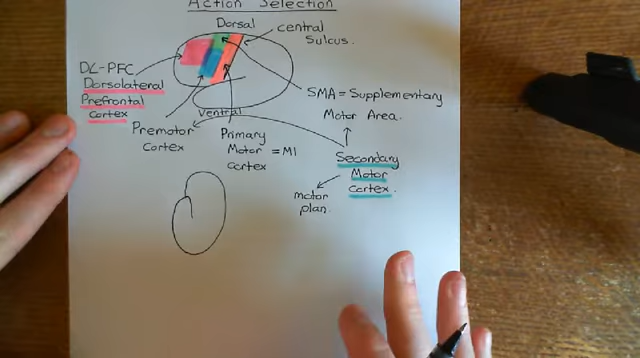 Action Selection
Dorsal
central
Sulcus.
DL-PFC
Dorsolateral
Prefrontal
cortex
SMA = Supplementary
Motor Area.
ventral
Premotor
cortex
Primary
Motor = M1
cortex
Secondary
Motor
Cortex.
motor
plan.